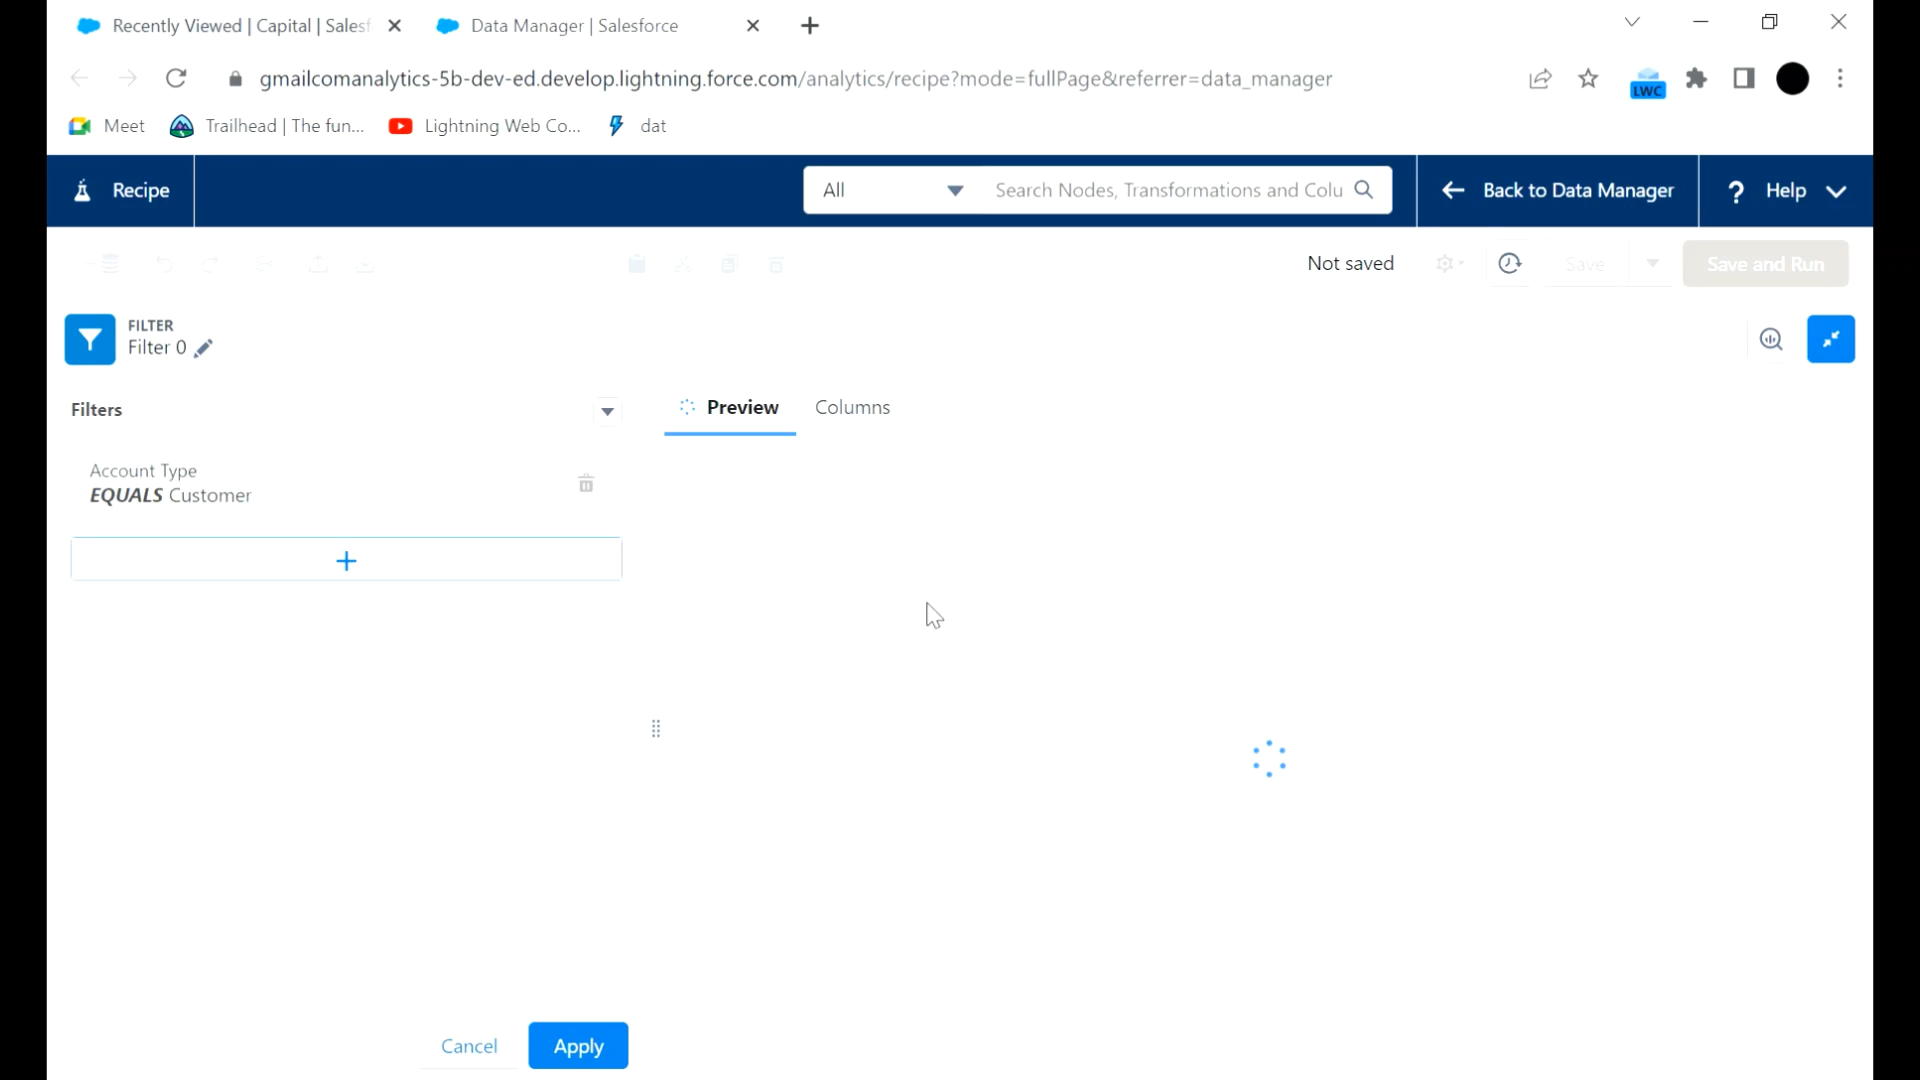 Recently Viewed | Capital | Salesf
Data Manager | Salesforce
gmailcomanalytics-5b-dev-ed.develop.lightning.force.com/analytics/recipe?mode=fullPage&referrer=data_manager
LWC
Meet
Trailhead | The fun...
Lightning Web Co...
dat
Recipe
All
Search Nodes, Transformations and Colu
Back to Data Manager
? Help
Not saved
Save
Save and Run
FILTER
Filter 0
Filters
Preview
Columns
Account Type
EQUALS Customer
Cancel
Apply